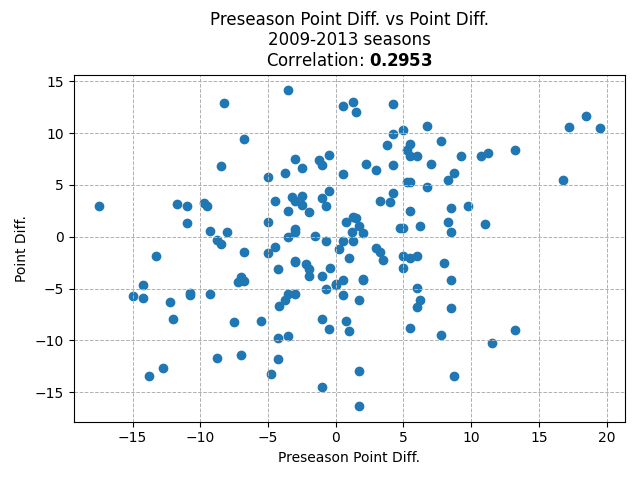 Preseason Point Diff. vs Point Diff.
2009-2013 seasons
Correlation: 0.2953
15
10
5
0
−5
−10
−15
Point Diff.
−15 −10 −5 0 5 10 15 20
Preseason Point Diff.